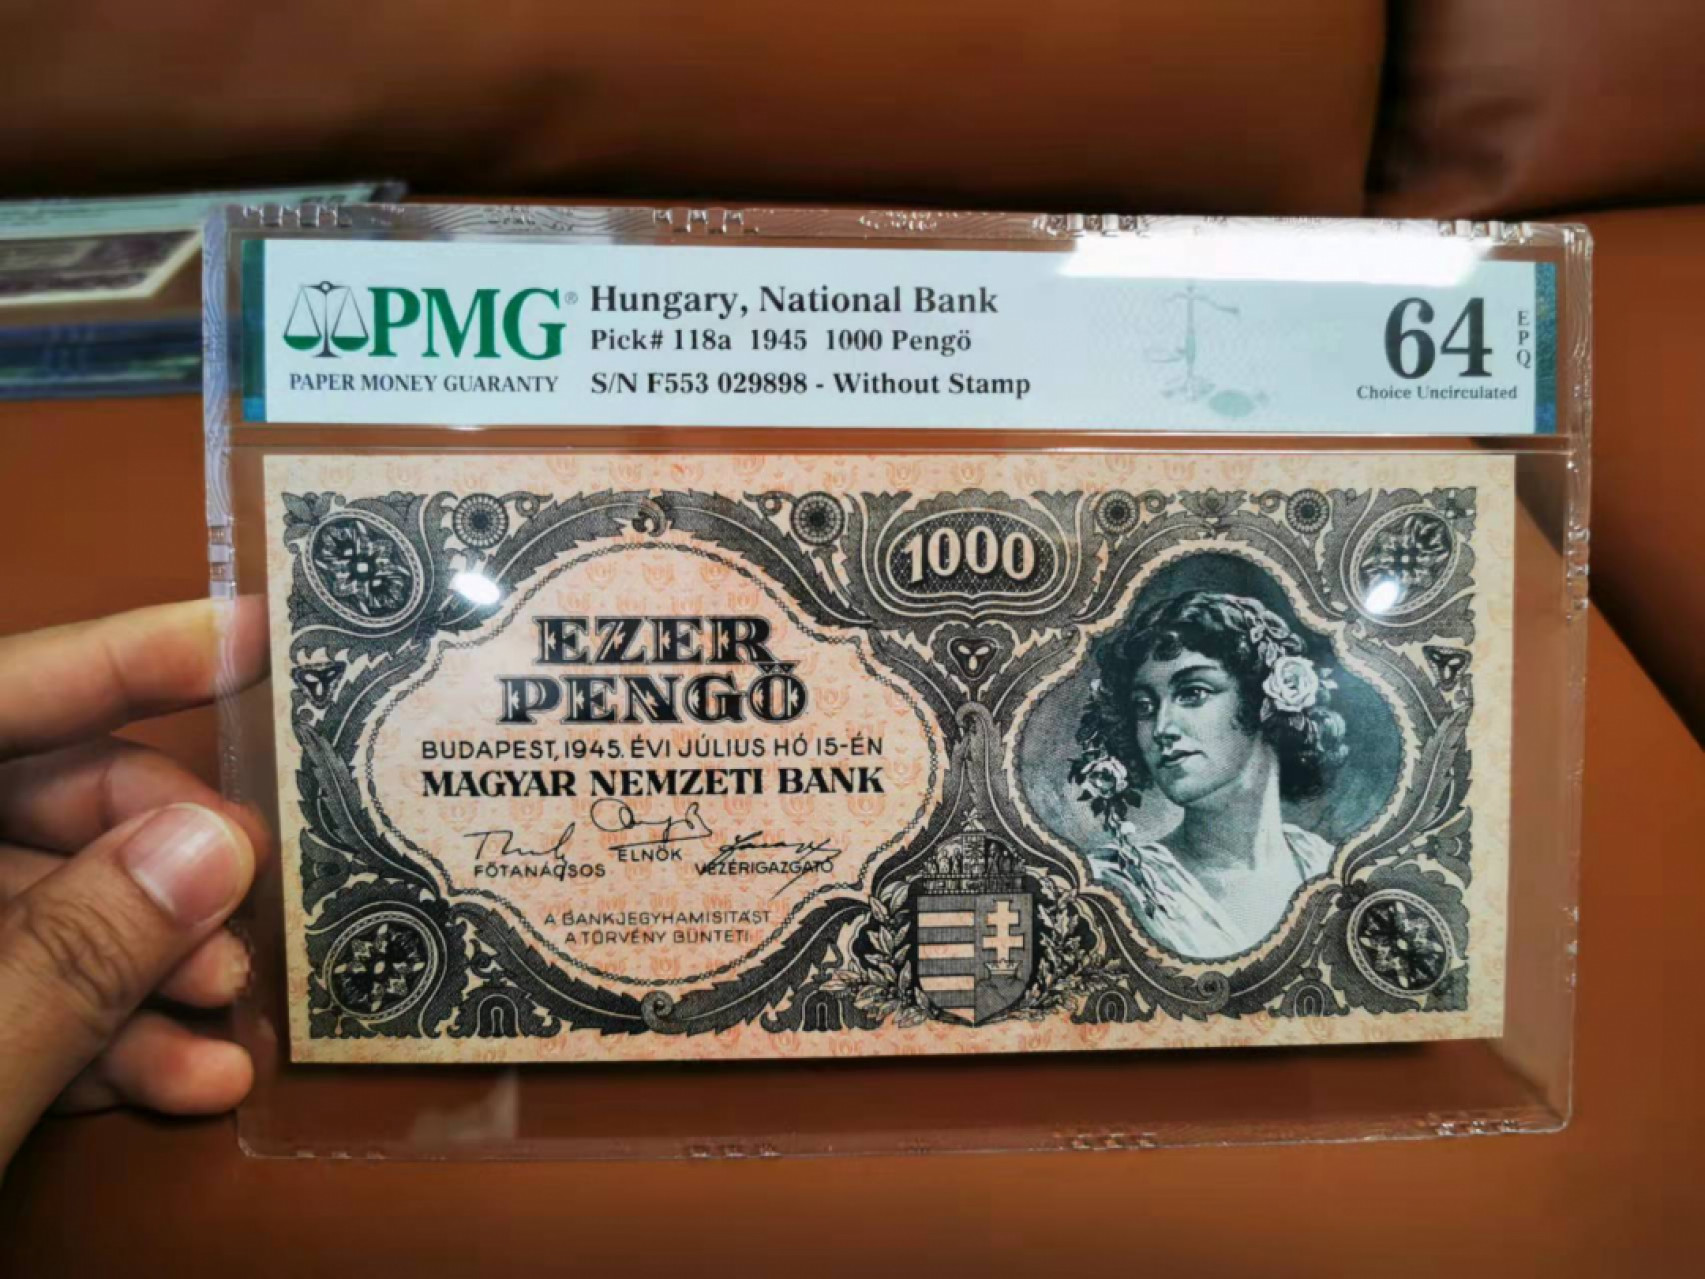 PMG®
PAPER MONEY GUARANTY
Hungary, National Bank
Pick# 118a 1945 1000 Pengö
S/N F553 029898 - Without Stamp
64
EPQ
Choice Uncirculated
1000
EZER
PENGŐ
BUDAPEST, 1945. ÉVI JÚLIUS HÓ 15-ÉN
MAGYAR NEMZETI BANK
FŐTANÁCSOS
ELNÖK
VEZÉRIGAZGATÓ
A BANKJEGYHAMISITÁST
A TÖRVÉNY BÜNTETI